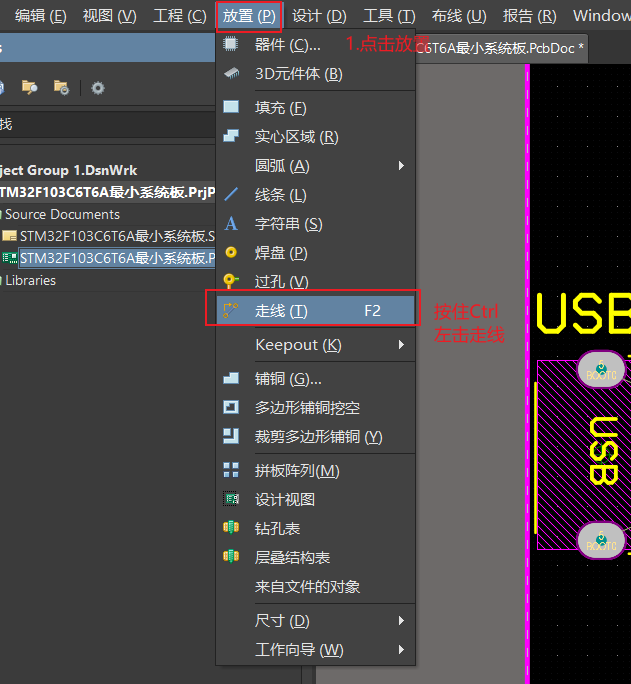 编辑 (E) 视图 (V) 工程 (C) 放置 (P) 设计 (D) 工具 (T) 布线 (U) 报告 (R) Window
器件 (C)... 1.点击放置 C6T6A最小系统板.PcbDoc *
3D元件体 (B)
填充 (F)
找
实心区域 (R)
圆弧 (A)
ject Group 1.DsnWrk
TM32F103C6T6A最小系统板.PrjP
线条 (L)
Source Documents
字符串 (S)
STM32F103C6T6A最小系统板.S
焊盘 (P)
STM32F103C6T6A最小系统板.P
Libraries
过孔 (V)
走线 (T) F2
按住Ctrl
左击走线
USB
Keepout (K)
铺铜 (G)...
BOOT0
多边形铺铜挖空
裁剪多边形铺铜 (Y)
USB
拼板阵列(M)
设计视图
钻孔表
BOOT0
层叠结构表
来自文件的对象
尺寸 (D)
工作向导 (W)